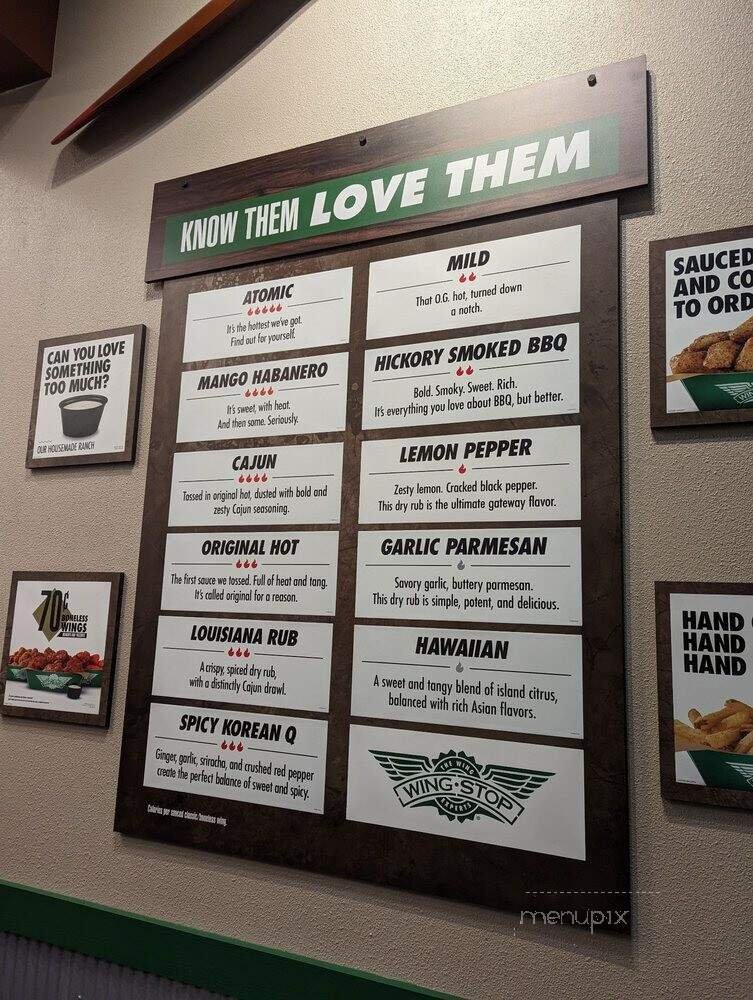 KNOW THEM LOVE THEM
ATOMIC
It's the hottest we've got.
Find out for yourself.
MANGO HABANERO
It's sweet, with heat.
And then some. Seriously.
CAJUN
Tossed in original hot, dusted with bold and
zesty Cajun seasoning.
ORIGINAL HOT
The first sauce we tossed. Full of heat and tang.
It's called original for a reason.
LOUISIANA RUB
A crispy, spiced dry rub,
with a distinctly Cajun drawl.
SPICY KOREAN Q
Ginger, garlic, sriracha, and crushed red pepper
create the perfect balance of sweet and spicy.
Calories per sauced classic/boneless wing.
MILD
That O.G. hot, turned down
a notch.
HICKORY SMOKED BBQ
Bold. Smoky. Sweet. Rich.
It's everything you love about BBQ, but better.
LEMON PEPPER
Zesty lemon. Cracked black pepper.
This dry rub is the ultimate gateway flavor.
GARLIC PARMESAN
Savory garlic, buttery parmesan.
This dry rub is simple, potent, and delicious.
HAWAIIAN
A sweet and tangy blend of island citrus,
balanced with rich Asian flavors.
THE WING
WING·STOP
EXPERTS
CAN YOU LOVE
SOMETHING
TOO MUCH?
OUR HOUSEMADE RANCH
70¢
BONELESS
WINGS
SAUCED
AND CO
TO ORD
HAND
HAND
HAND
menupix